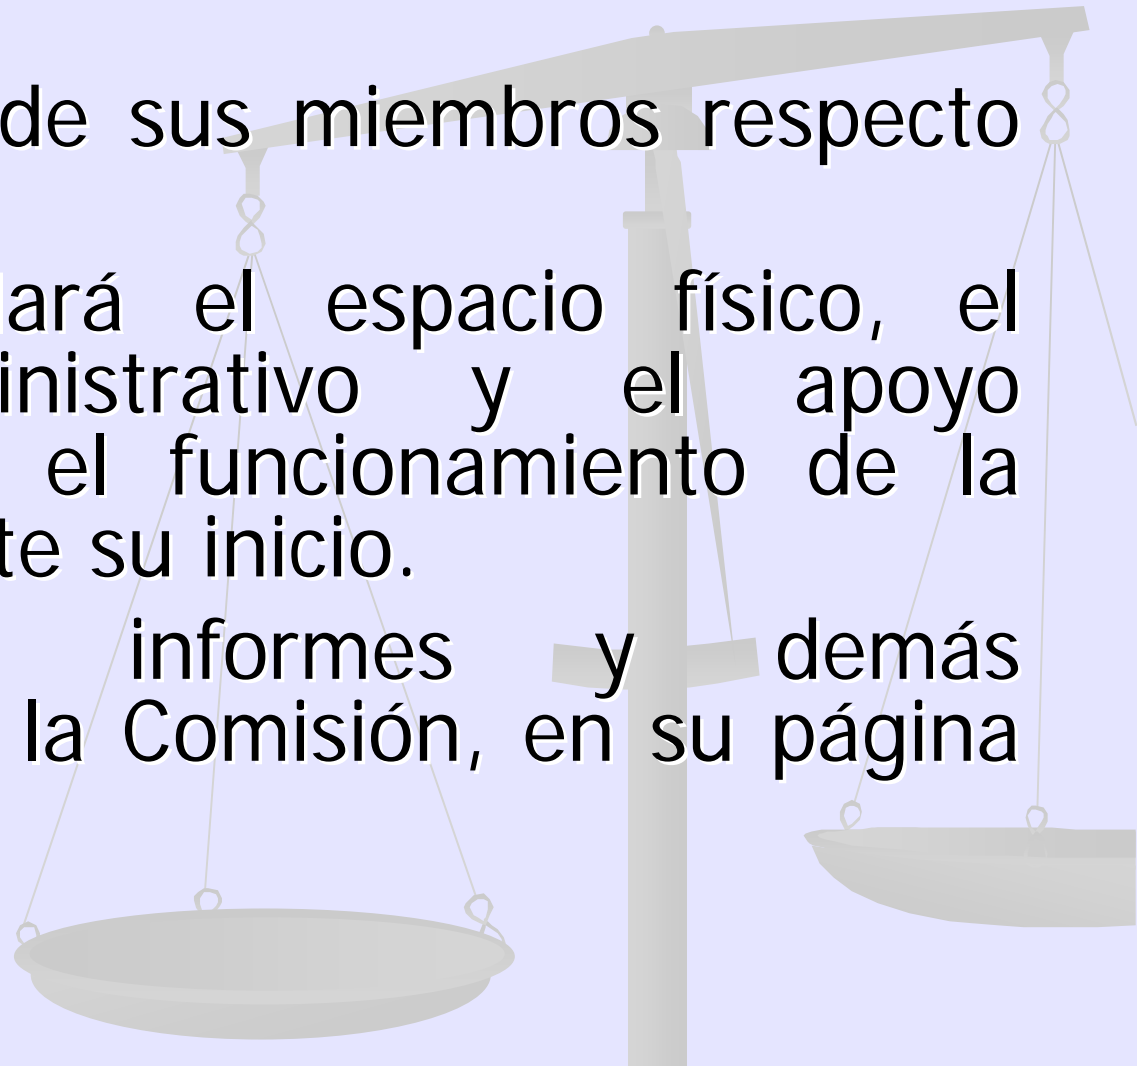 de sus miembros respecto
lará el espacio físico, el
inistrativo y el apoyo
el funcionamiento de la
te su inicio.
informes y demás
la Comisión, en su página